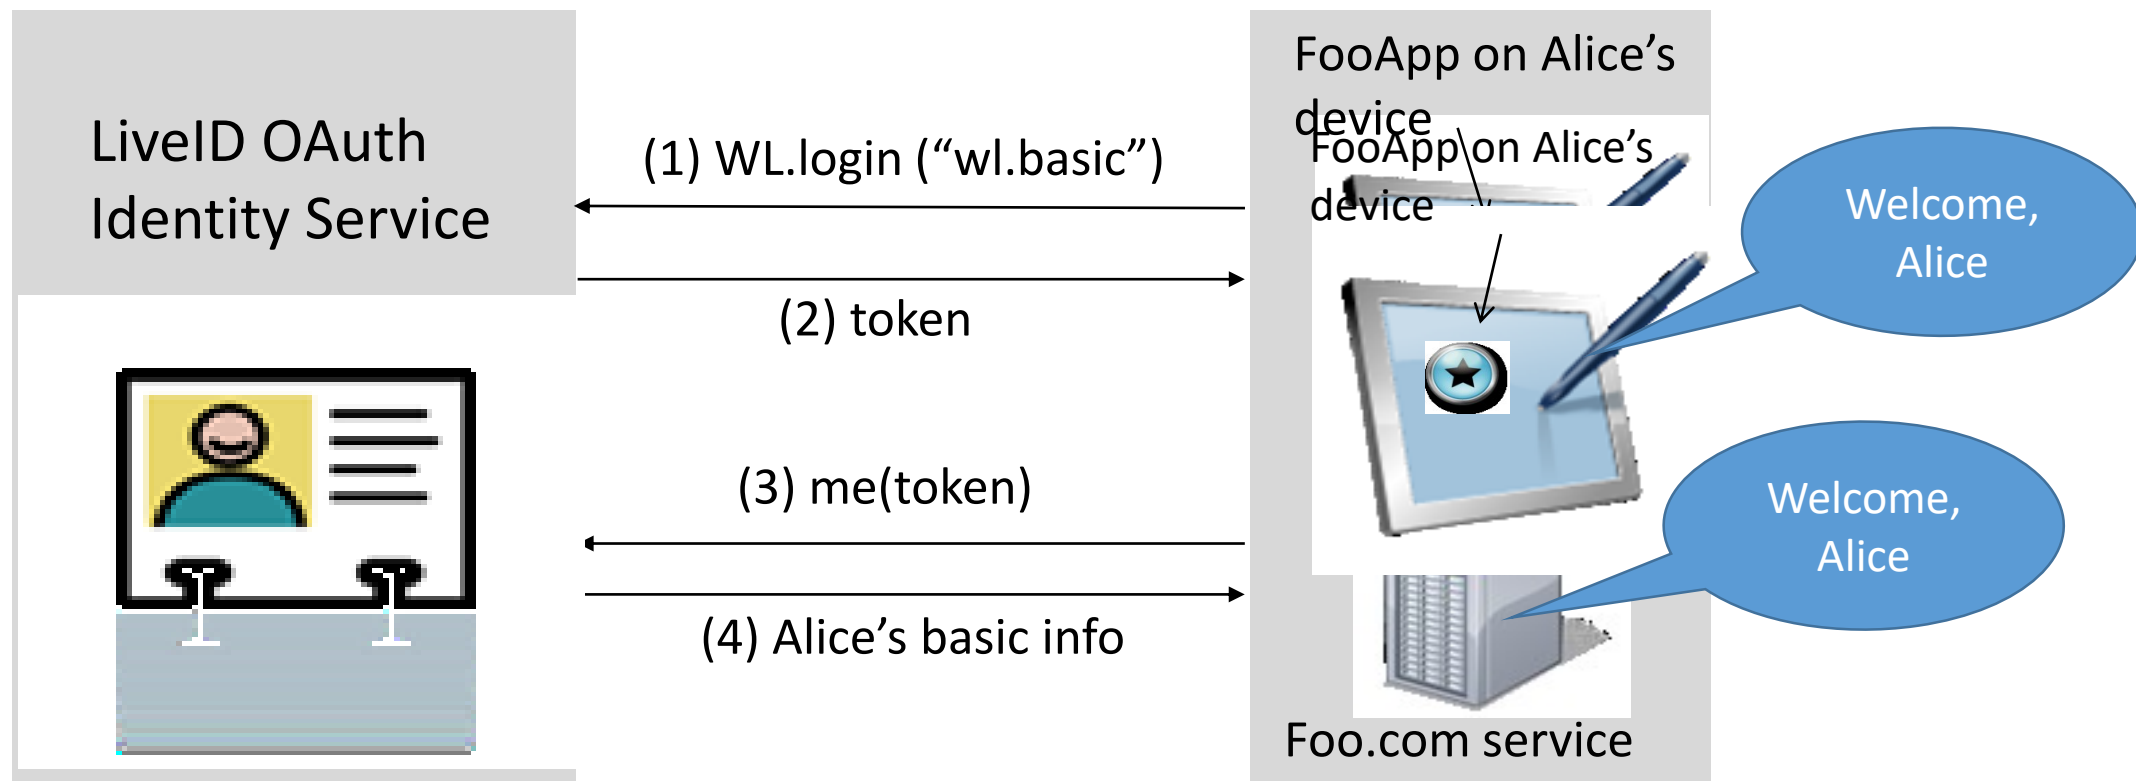 LiveID OAuth
Identity Service
(1) WL.login (“wl.basic”)
(2) token
(3) me(token)
(4) Alice’s basic info
FooApp on Alice’s
device
FooApp on Alice’s
device
Welcome,
Alice
Welcome,
Alice
Foo.com service